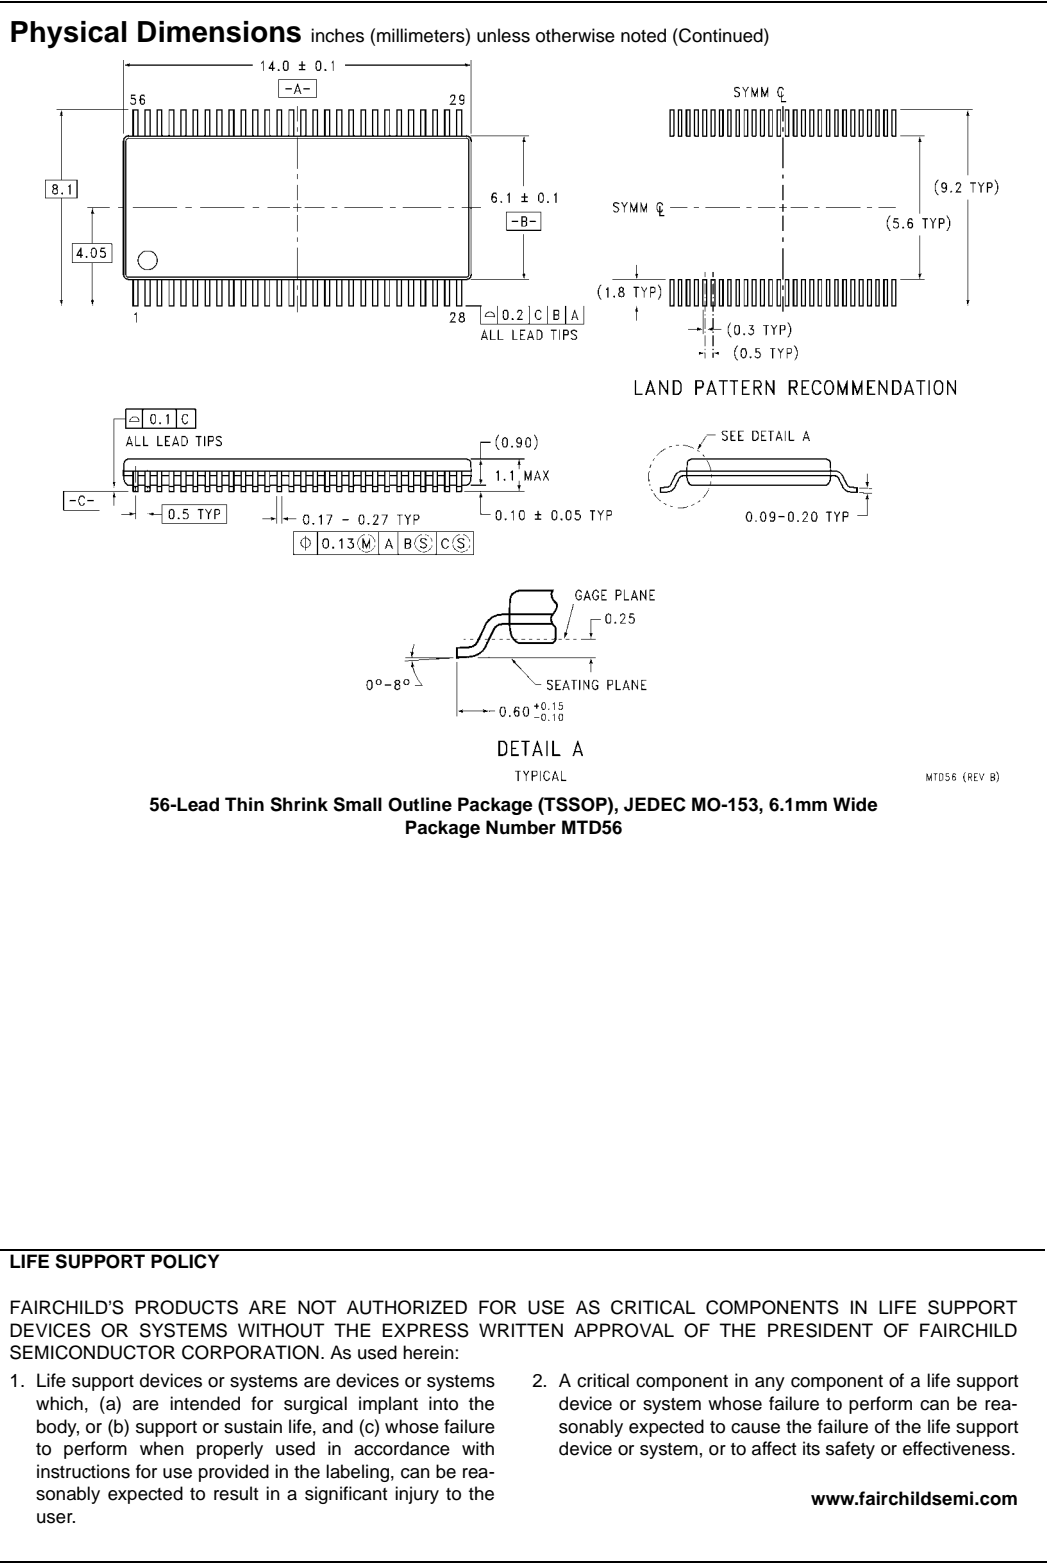 Physical Dimensions inches (millimeters) unless otherwise noted (Continued)
14.0 ± 0.1
-A-
56
29
8.1
4.05
6.1 ± 0.1
-B-
1
28
⌓ 0.2 C B A
ALL LEAD TIPS
SYMM ℄
SYMM ℄
(9.2 TYP)
(5.6 TYP)
(1.8 TYP)
(0.3 TYP)
(0.5 TYP)
LAND PATTERN RECOMMENDATION
⌓ 0.1 C
ALL LEAD TIPS
(0.90)
1.1 MAX
-C-
0.5 TYP
0.17 – 0.27 TYP
0.10 ± 0.05 TYP
⌽ 0.13 Ⓜ A B Ⓢ C Ⓢ
SEE DETAIL A
0.09–0.20 TYP
GAGE PLANE
0.25
0°–8°
SEATING PLANE
0.60 +0.15 –0.10
DETAIL A
TYPICAL
MTD56 (REV B)
56-Lead Thin Shrink Small Outline Package (TSSOP), JEDEC MO-153, 6.1mm Wide
Package Number MTD56
LIFE SUPPORT POLICY
FAIRCHILD'S PRODUCTS ARE NOT AUTHORIZED FOR USE AS CRITICAL COMPONENTS IN LIFE SUPPORT
DEVICES OR SYSTEMS WITHOUT THE EXPRESS WRITTEN APPROVAL OF THE PRESIDENT OF FAIRCHILD
SEMICONDUCTOR CORPORATION. As used herein:
1. Life support devices or systems are devices or systems
which, (a) are intended for surgical implant into the
body, or (b) support or sustain life, and (c) whose failure
to perform when properly used in accordance with
instructions for use provided in the labeling, can be rea-
sonably expected to result in a significant injury to the
user.
2. A critical component in any component of a life support
device or system whose failure to perform can be rea-
sonably expected to cause the failure of the life support
device or system, or to affect its safety or effectiveness.
www.fairchildsemi.com